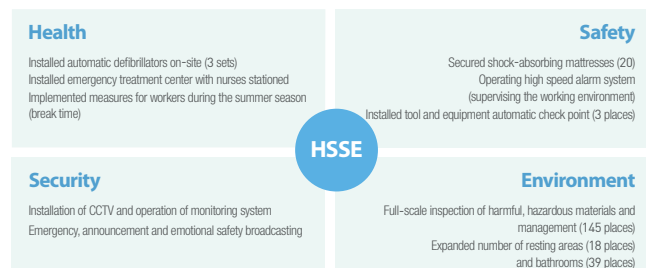 Health
Installed automatic defibrillators on-site (3 sets)
Installed emergency treatment center with nurses stationed
Implemented measures for workers during the summer season
(break time)
Safety
Secured shock-absorbing mattresses (20)
Operating high speed alarm system
(supervising the working environment)
Installed tool and equipment automatic check point (3 places)
HSSE
Security
Installation of CCTV and operation of monitoring system
Emergency, announcement and emotional safety broadcasting
Environment
Full-scale inspection of harmful, hazardous materials and
management (145 places)
Expanded number of resting areas (18 places)
and bathrooms (39 places)